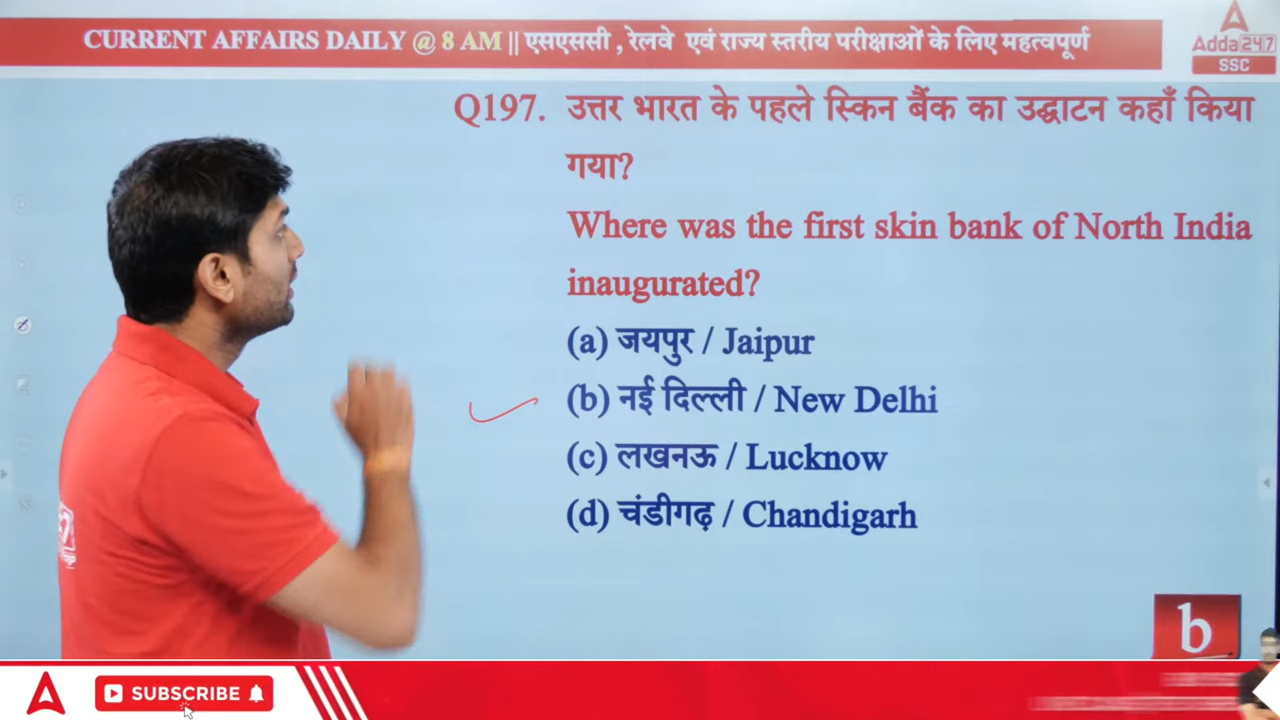 CURRENT AFFAIRS DAILY @ 8 AM || एसएससी , रेलवे एवं राज्य स्तरीय परीक्षाओं के लिए महत्वपूर्ण
Adda247
SSC
Q197. उत्तर भारत के पहले स्किन बैंक का उद्घाटन कहाँ किया
गया?
Where was the first skin bank of North India
inaugurated?
(a) जयपुर / Jaipur
(b) नई दिल्ली / New Delhi
(c) लखनऊ / Lucknow
(d) चंडीगढ़ / Chandigarh
b
SUBSCRIBE